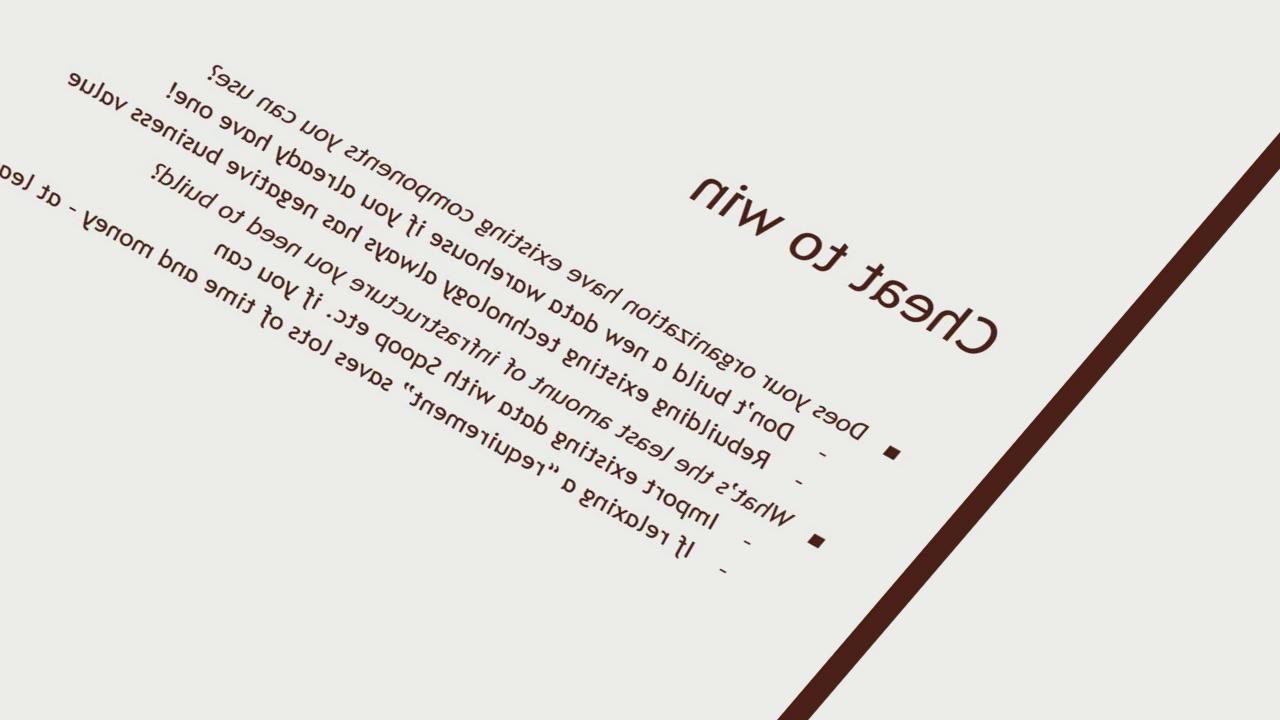 Cheat to win
▪ Does your organization have existing components you can use?
- Don't build a new data warehouse if you already have one!
- Rebuilding existing technology always has negative business value
▪ What's the least amount of infrastructure you need to build?
- Import existing data with Sqoop etc. if you can
- If relaxing a “requirement” saves lots of time and money - at